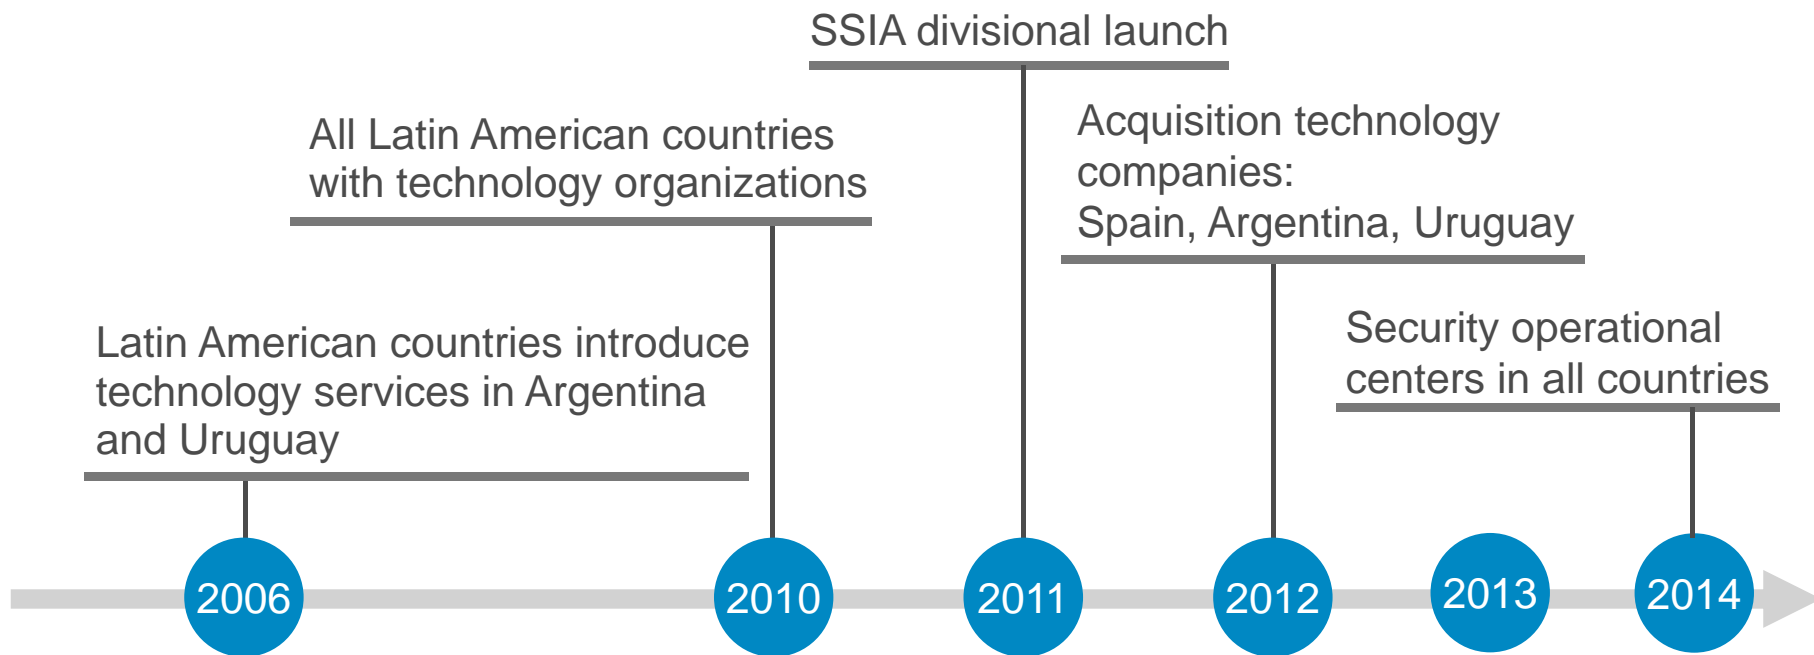 SSIA divisional launch
All Latin American countries
with technology organizations
Acquisition technology
companies:
Spain, Argentina, Uruguay
Latin American countries introduce
technology services in Argentina
and Uruguay
Security operational
centers in all countries
2006
2010
2011
2012
2013
2014